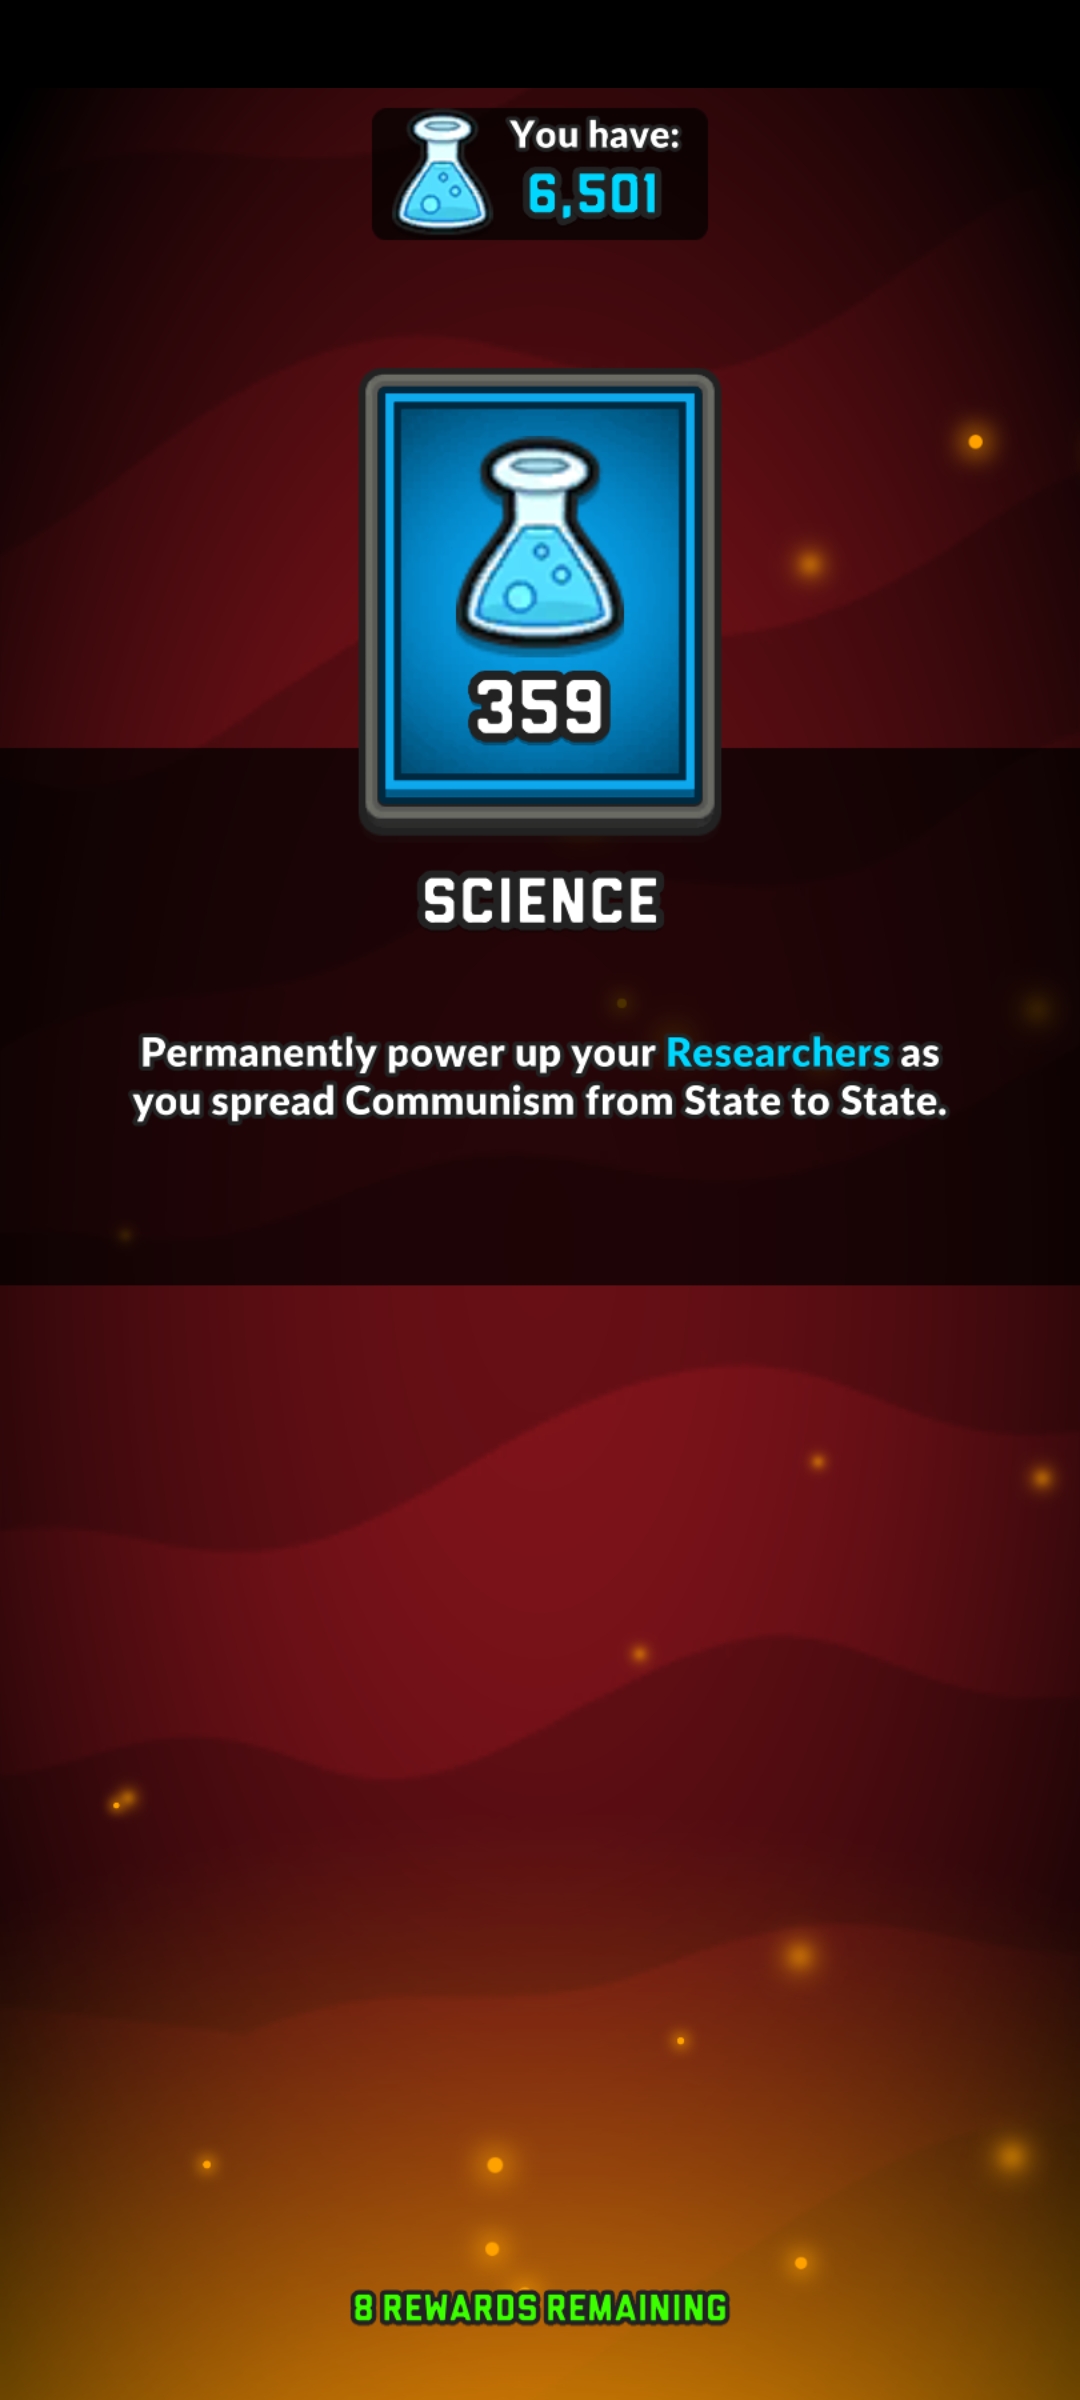 You have:
6,501
359
SCIENCE
Permanently power up your Researchers as
you spread Communism from State to State.
8 REWARDS REMAINING